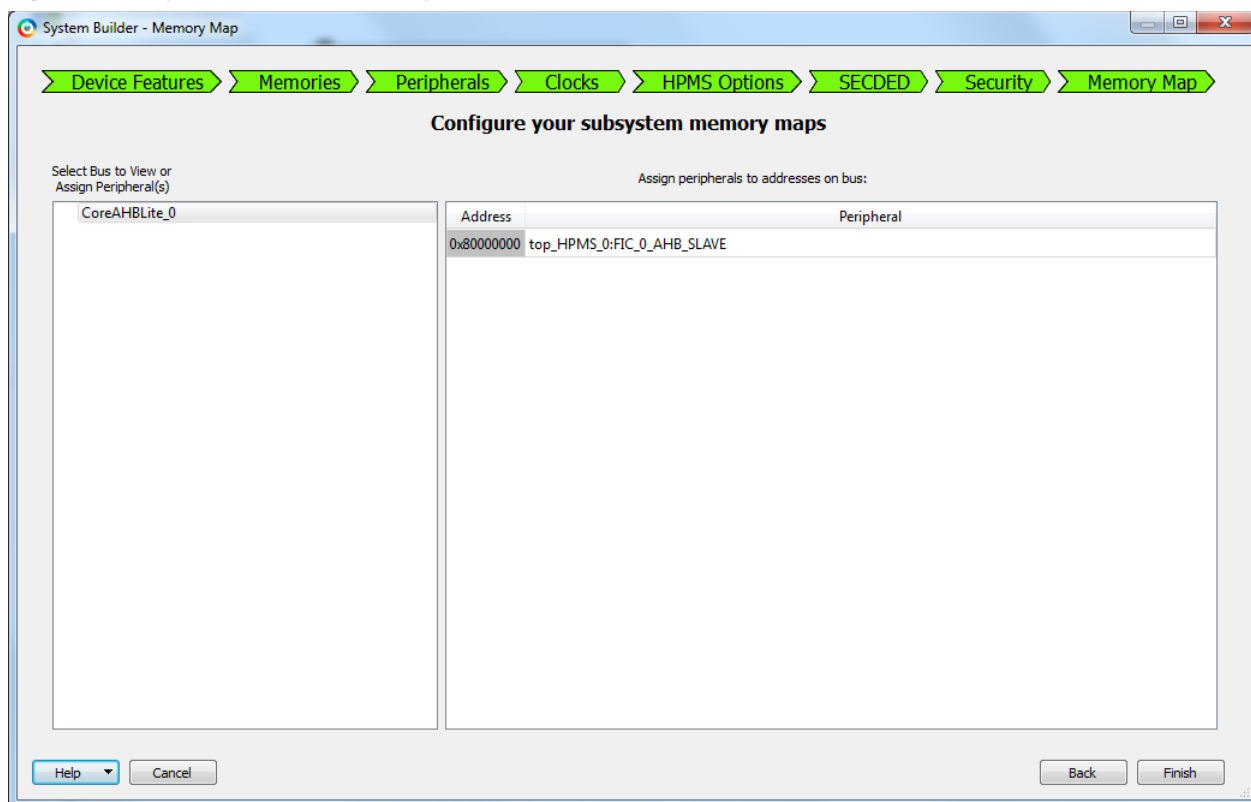 System Builder - Memory Map
Device Features Memories Peripherals Clocks HPMS Options SECDED Security Memory Map
Configure your subsystem memory maps
Select Bus to View or
Assign Peripheral(s)
Assign peripherals to addresses on bus:
CoreAHBLite_0
Address Peripheral
0x80000000 top_HPMS_0:FIC_0_AHB_SLAVE
Help Cancel Back Finish